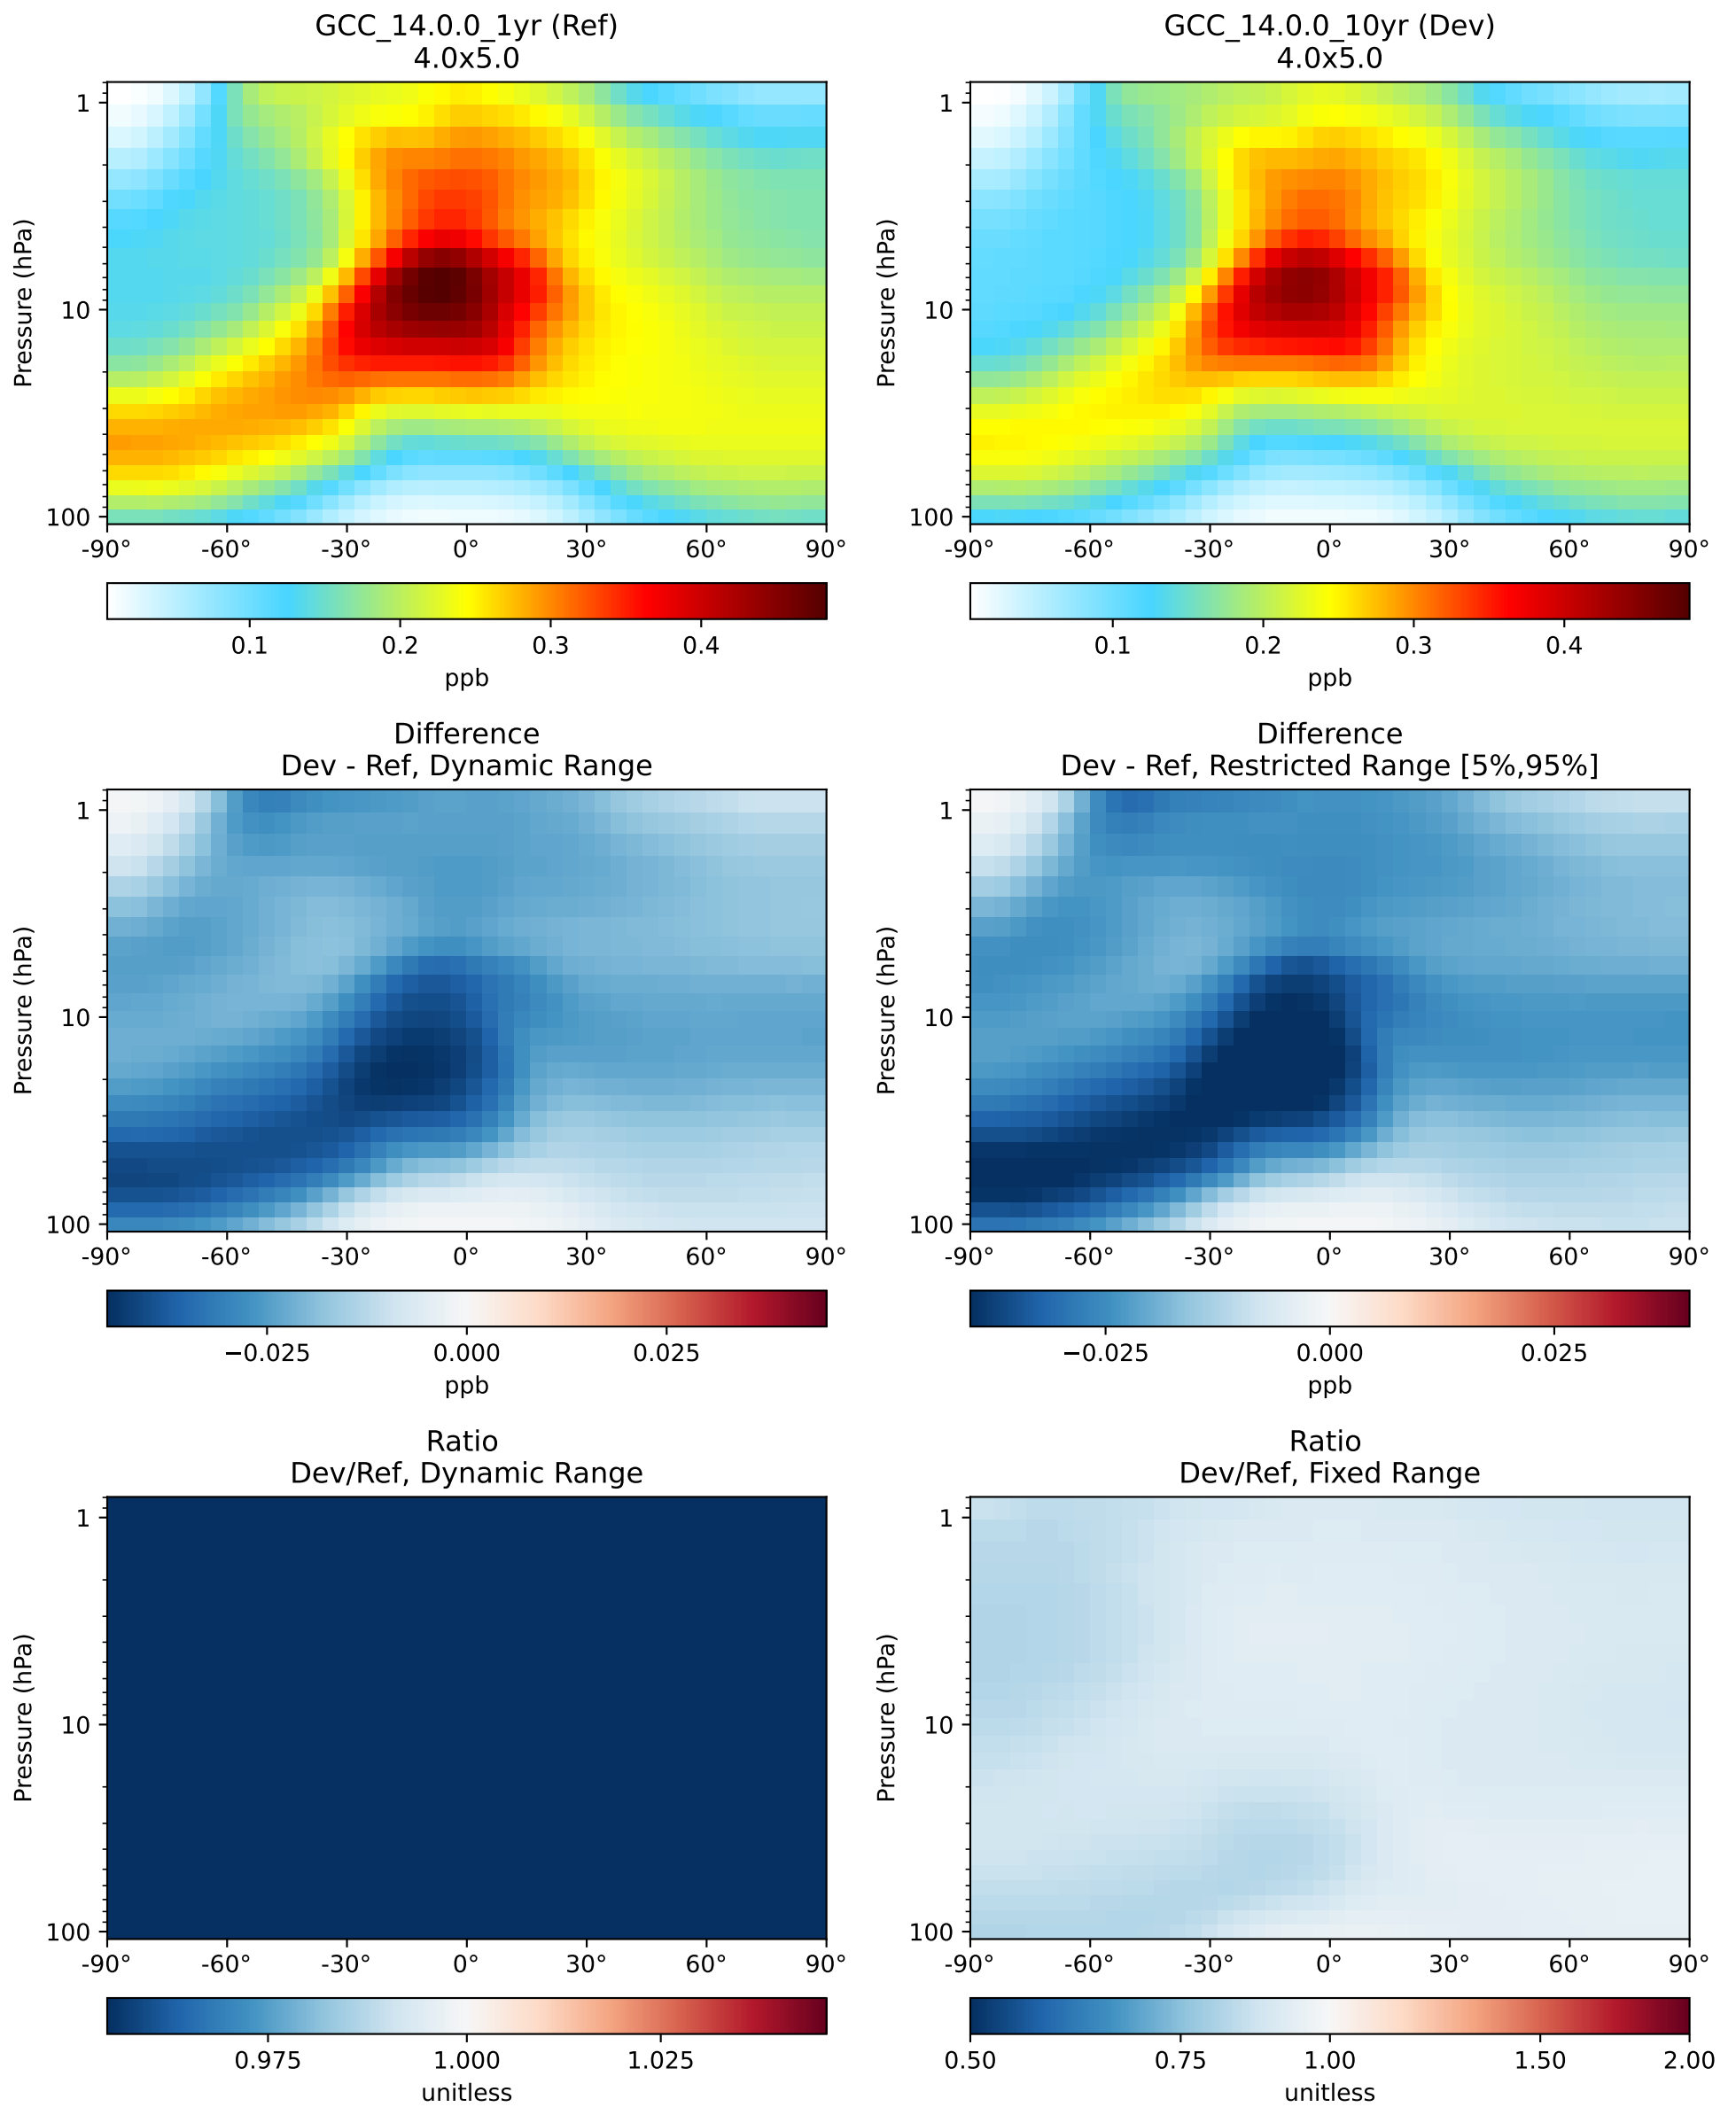 GCC_14.0.0_1yr (Ref)
4.0x5.0
Pressure (hPa)
1
10
100
-90° -60° -30° 0° 30° 60° 90°
0.1 0.2 0.3 0.4
ppb
GCC_14.0.0_10yr (Dev)
4.0x5.0
Pressure (hPa)
1
10
100
-90° -60° -30° 0° 30° 60° 90°
0.1 0.2 0.3 0.4
ppb
Difference
Dev - Ref, Dynamic Range
Pressure (hPa)
1
10
100
-90° -60° -30° 0° 30° 60° 90°
−0.025 0.000 0.025
ppb
Difference
Dev - Ref, Restricted Range [5%,95%]
Pressure (hPa)
1
10
100
-90° -60° -30° 0° 30° 60° 90°
−0.025 0.000 0.025
ppb
Ratio
Dev/Ref, Dynamic Range
Pressure (hPa)
1
10
100
-90° -60° -30° 0° 30° 60° 90°
0.975 1.000 1.025
unitless
Ratio
Dev/Ref, Fixed Range
Pressure (hPa)
1
10
100
-90° -60° -30° 0° 30° 60° 90°
0.50 0.75 1.00 1.50 2.00
unitless